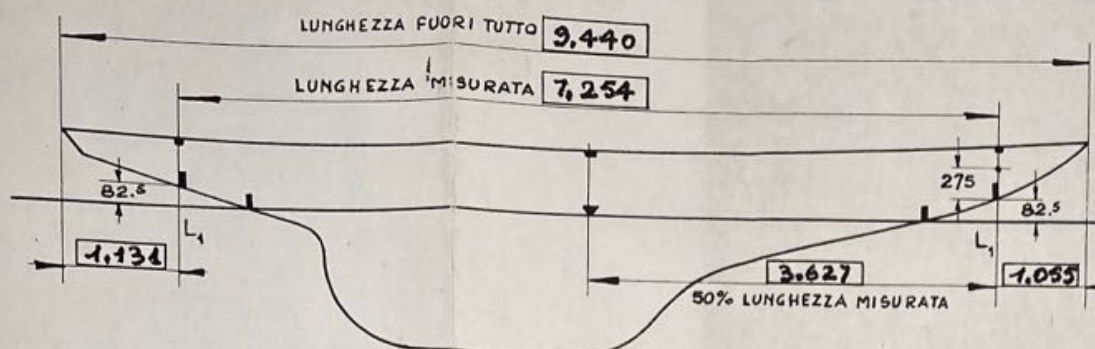 LUNGHEZZA FUORI TUTTO 9,440
LUNGHEZZA MISURATA 7,254
82.5
275
82.5
L1
L1
1,131
3.627
1.055
50% LUNGHEZZA MISURATA